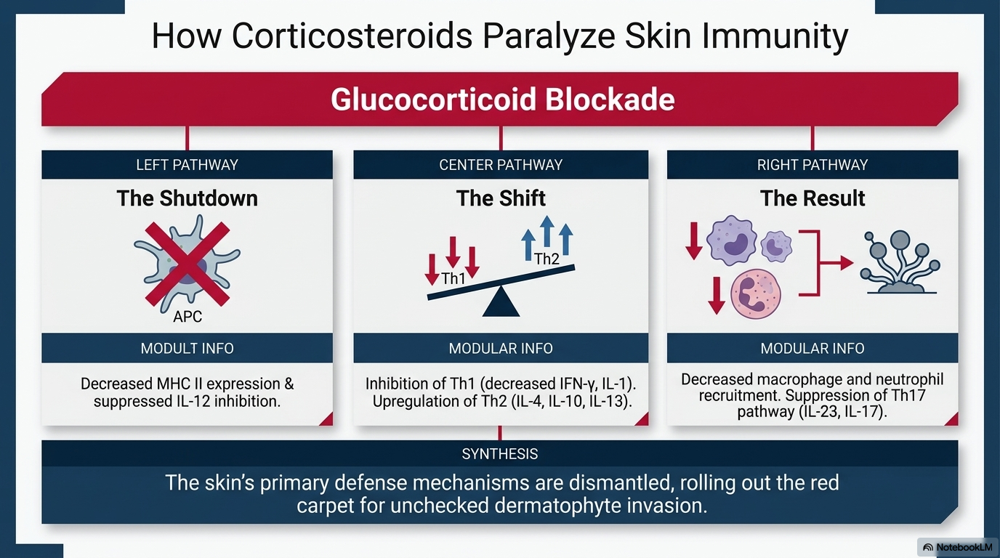 How Corticosteroids Paralyze Skin Immunity
Glucocorticoid Blockade
LEFT PATHWAY
The Shutdown
APC
MODULT INFO
Decreased MHC II expression &
suppressed IL-12 inhibition.
CENTER PATHWAY
The Shift
Th1
Th2
MODULAR INFO
Inhibition of Th1 (decreased IFN-γ, IL-1).
Upregulation of Th2 (IL-4, IL-10, IL-13).
RIGHT PATHWAY
The Result
MODULAR INFO
Decreased macrophage and neutrophil
recruitment. Suppression of Th17
pathway (IL-23, IL-17).
SYNTHESIS
The skin’s primary defense mechanisms are dismantled, rolling out the red
carpet for unchecked dermatophyte invasion.
NotebookLM